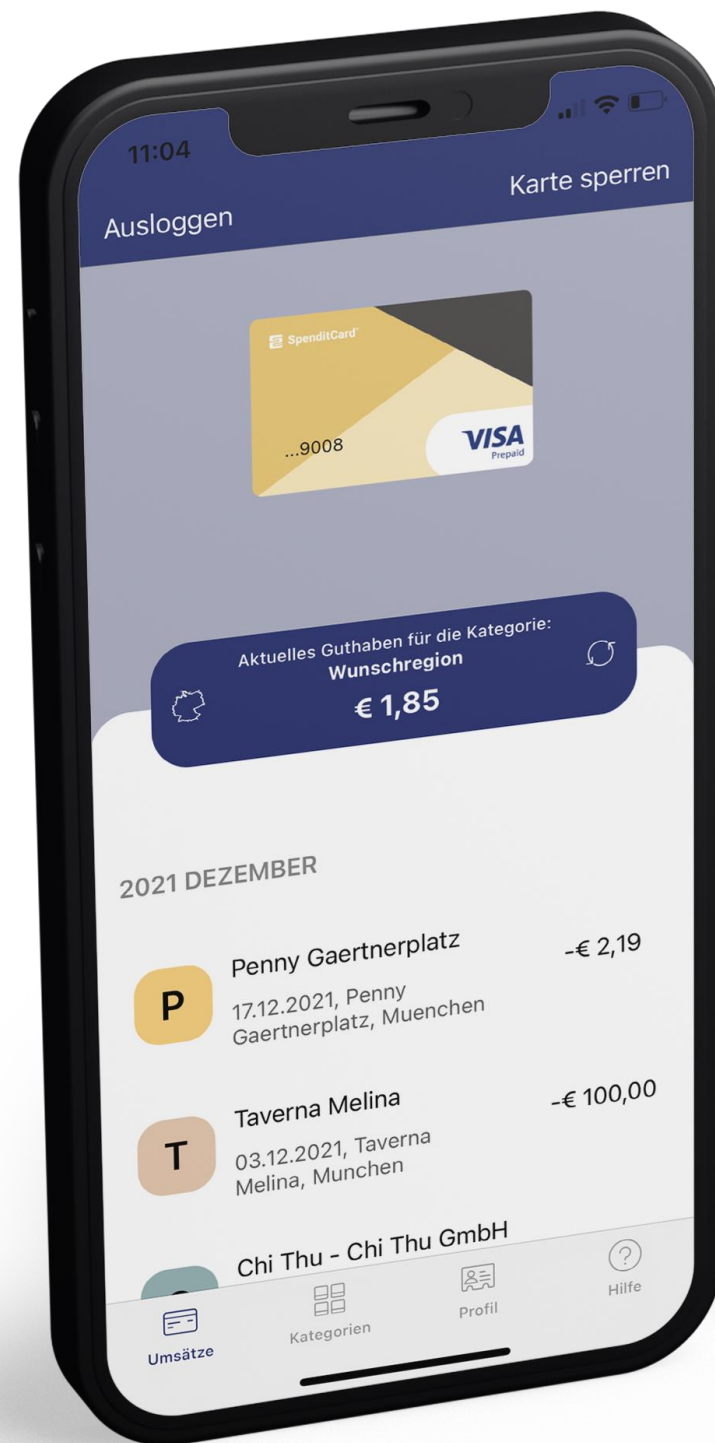 11:04
Ausloggen
Karte sperren
SpenditCard
...9008
VISA
Prepaid
Aktuelles Guthaben für die Kategorie:
Wunschregion
€ 1,85
2021 DEZEMBER
P
Penny Gaertnerplatz
-€ 2,19
17.12.2021, Penny
Gaertnerplatz, Muenchen
T
Taverna Melina
-€ 100,00
03.12.2021, Taverna
Melina, Munchen
Chi Thu - Chi Thu GmbH
Umsätze
Kategorien
Profil
Hilfe